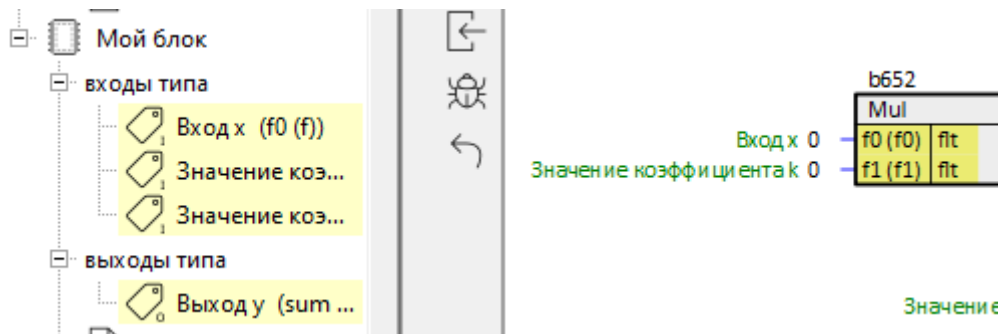 Мой блок
входы типа
Вход x (f0 (f))
Значение коэ...
Значение коэ...
выходы типа
Выход y (sum ...
b652
Mul
Вход x 0 f0 (f0) flt
Значение коэффициента k 0 f1 (f1) flt
Значение